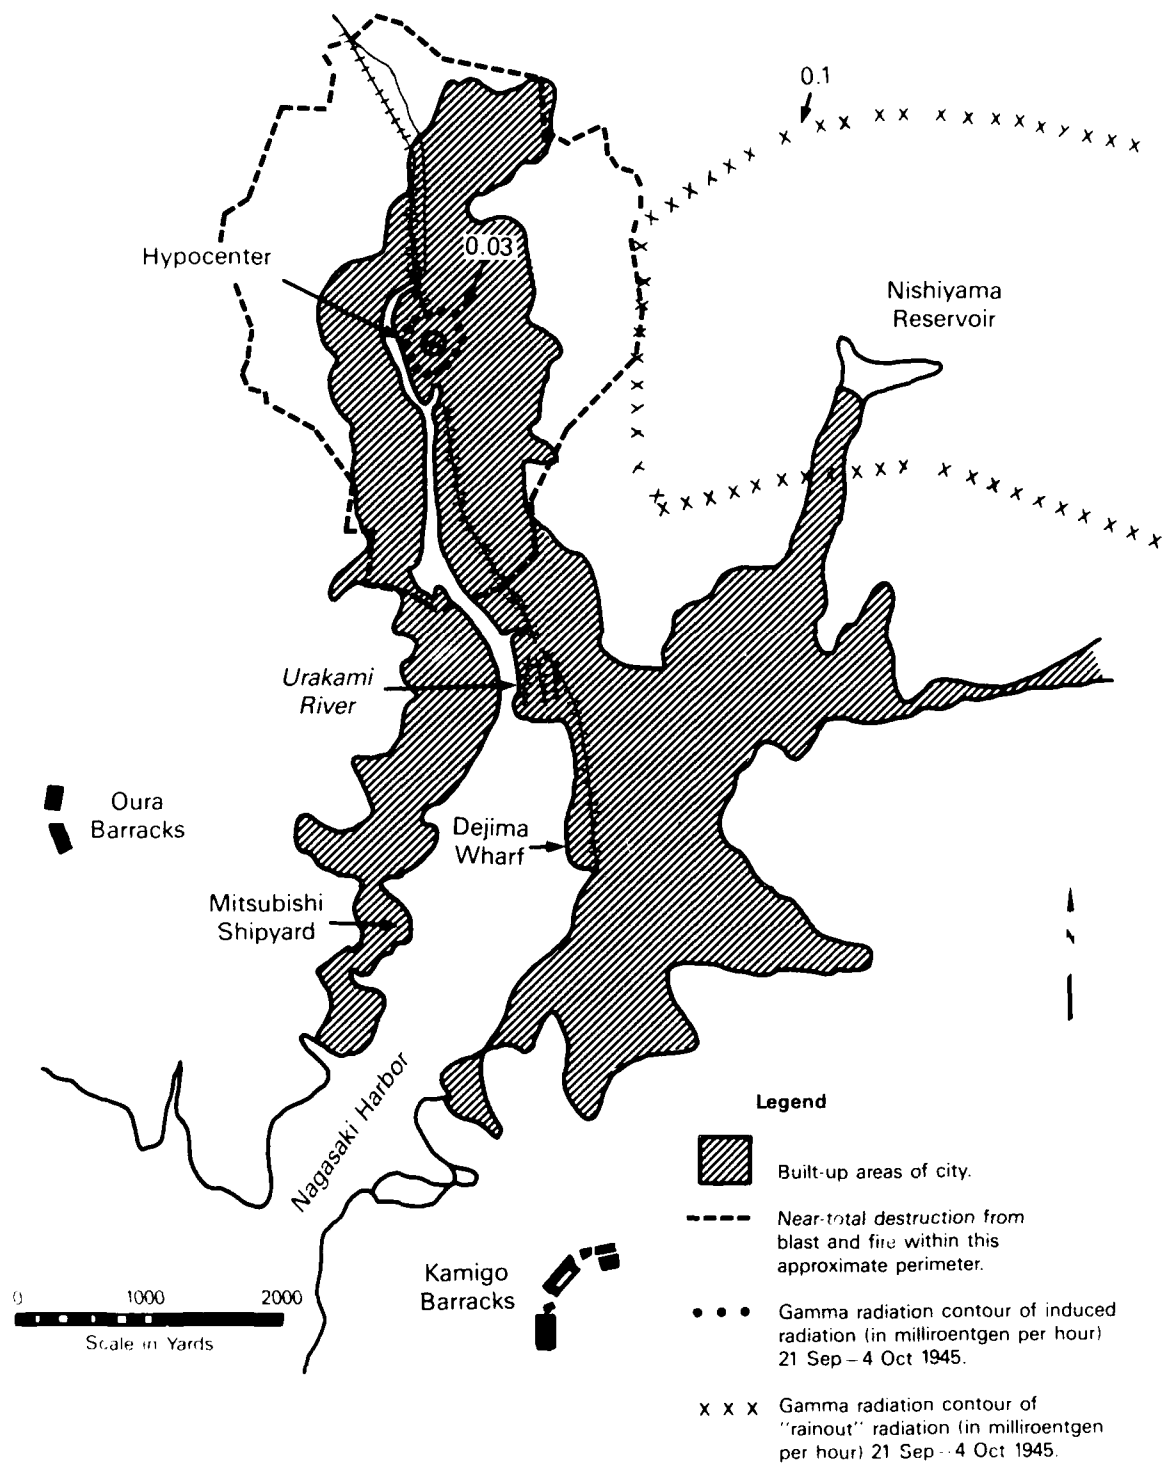 0.1
Hypocenter
0.03
Nishiyama
Reservoir
Urakami
River
Oura
Barracks
Dejima
Wharf
Mitsubishi
Shipyard
Nagasaki Harbor
Legend
Built-up areas of city.
Near-total destruction from
blast and fire within this
approximate perimeter.
Kamigo
Barracks
0 1000 2000
Scale in Yards
Gamma radiation contour of induced
radiation (in milliroentgen per hour)
21 Sep – 4 Oct 1945.
x x x Gamma radiation contour of
"rainout" radiation (in milliroentgen
per hour) 21 Sep – 4 Oct 1945.